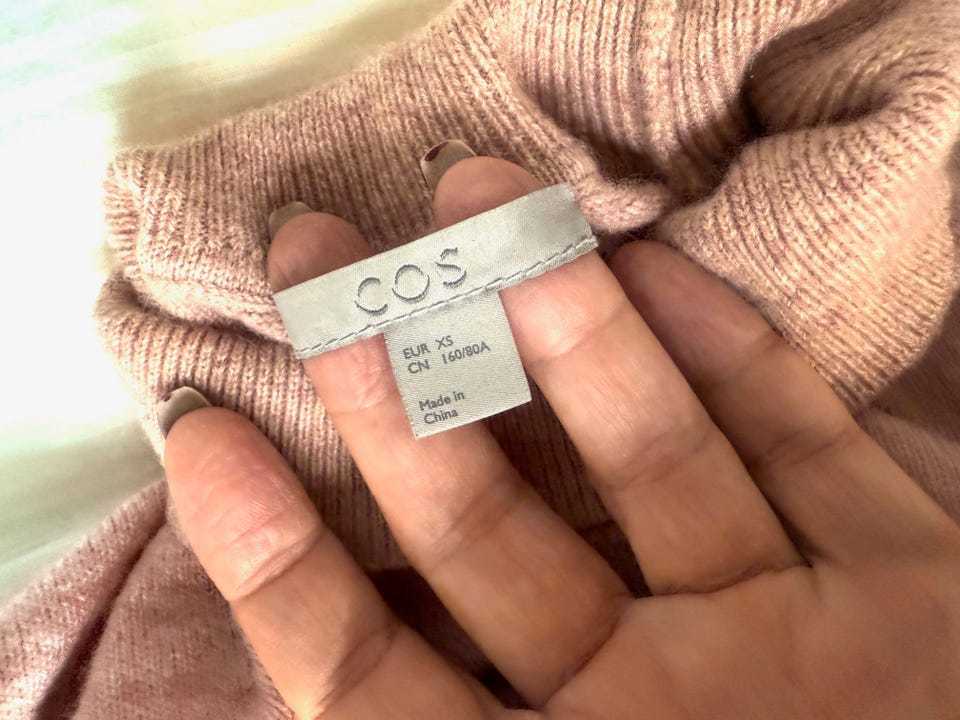 COS
EUR XS
CN 160/80A
Made in
China